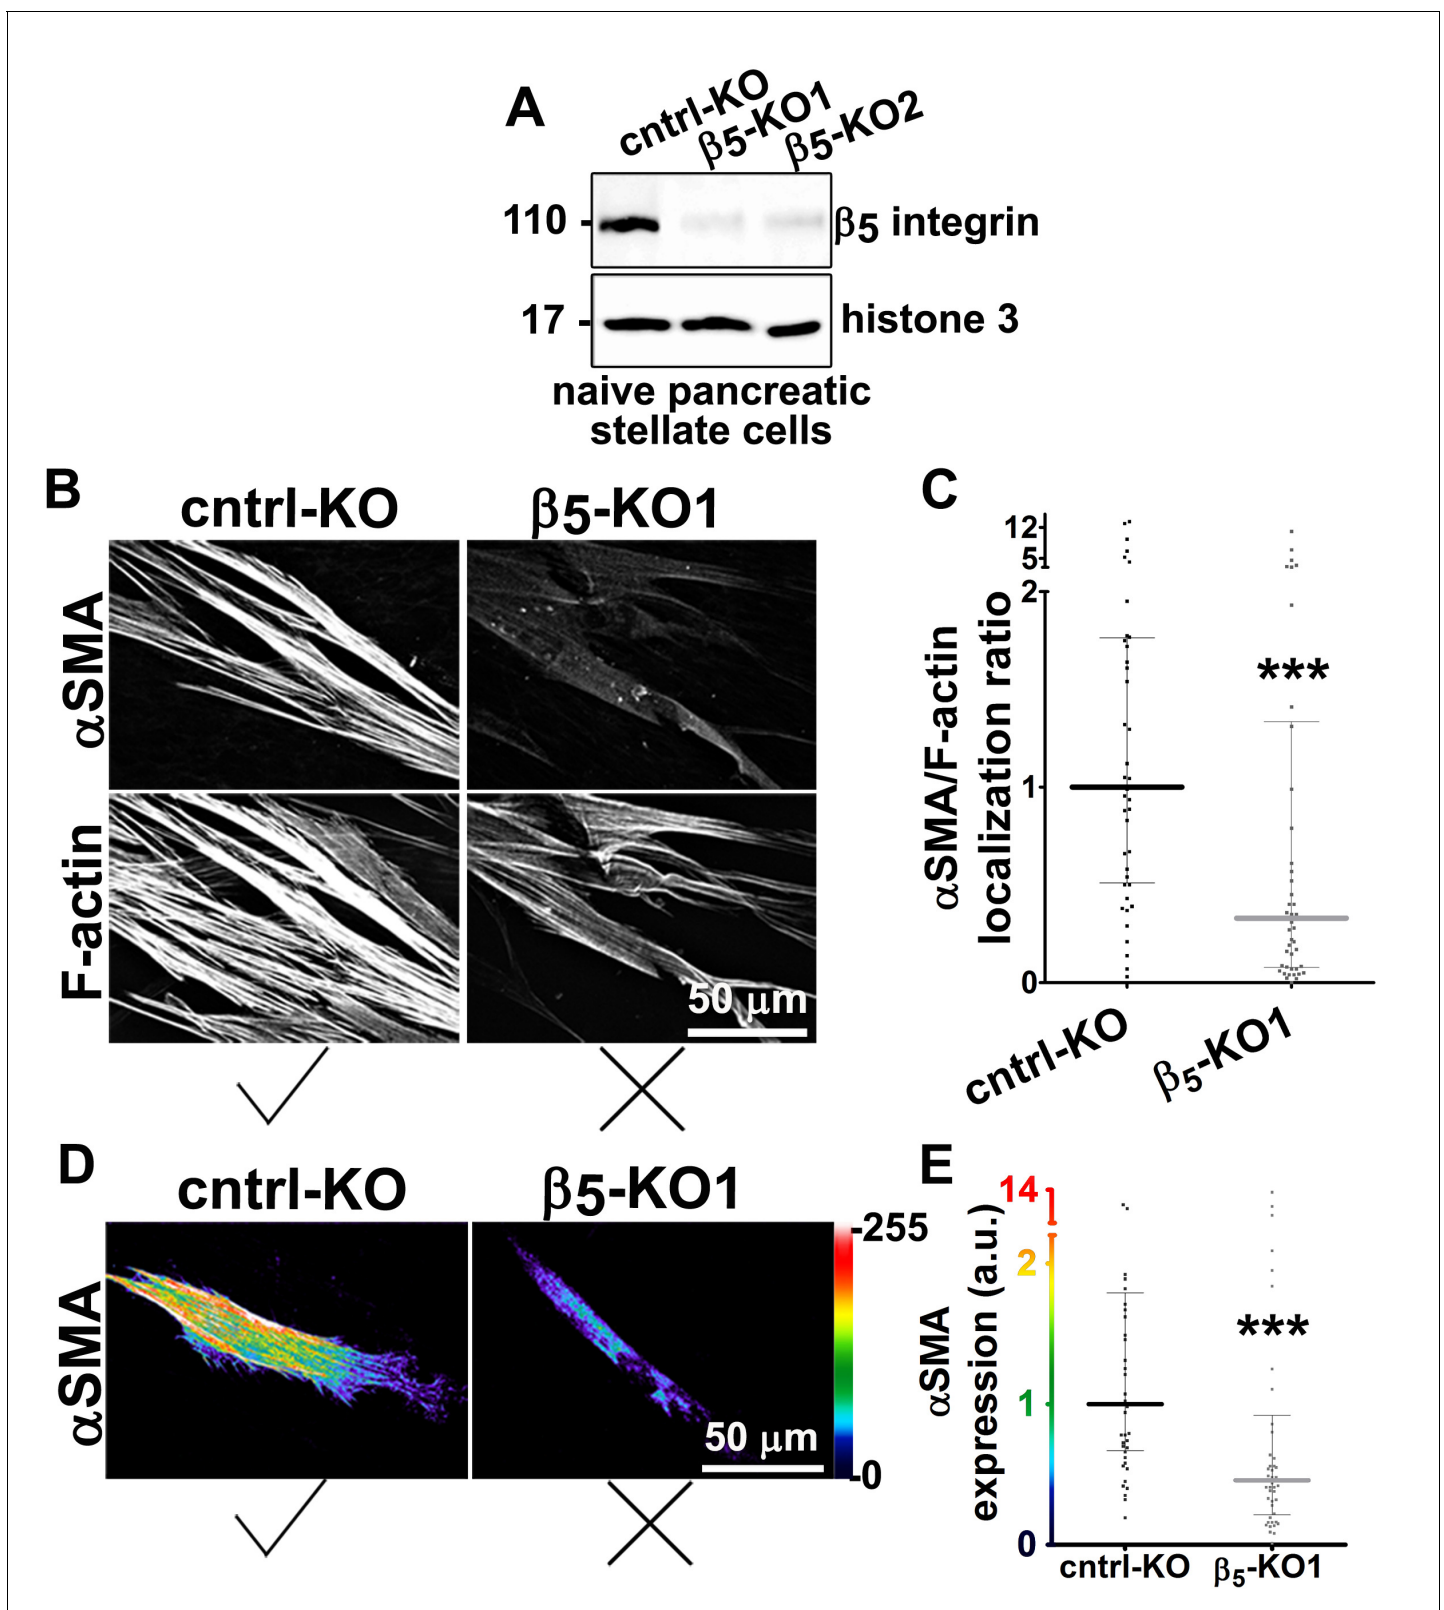 A
cntrl-KO
β5-KO1
β5-KO2
110 -
β5 integrin
17 -
histone 3
naive pancreatic
stellate cells
B
cntrl-KO
β5-KO1
αSMA
F-actin
50 μm
C
αSMA/F-actin
localization ratio
12
5
2
1
0
***
cntrl-KO
β5-KO1
D
cntrl-KO
β5-KO1
αSMA
-255
-0
50 μm
E
αSMA
expression (a.u.)
14
2
1
0
***
cntrl-KO
β5-KO1